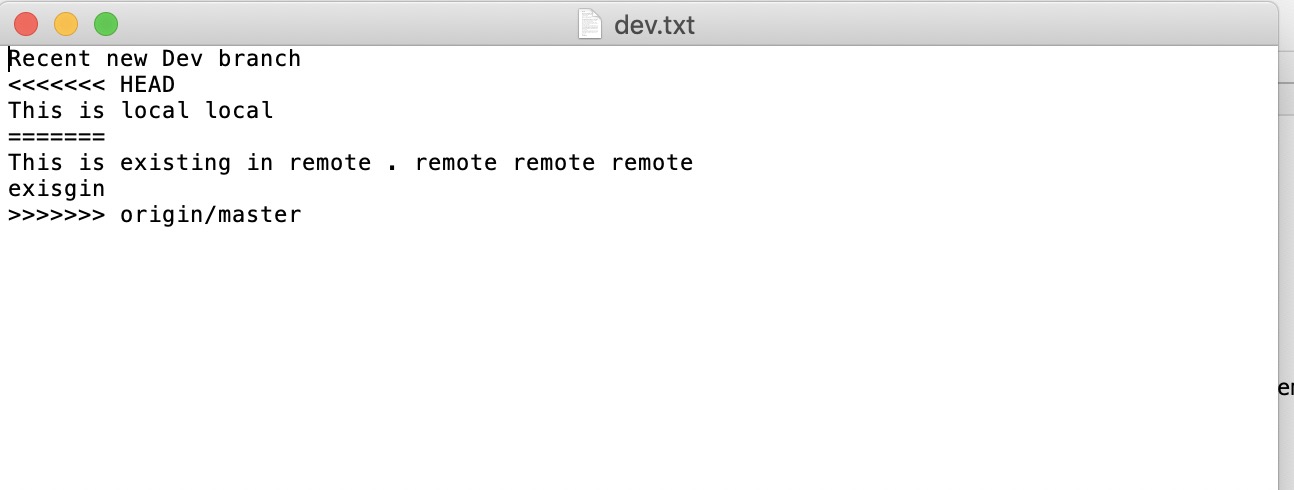 dev.txt
Recent new Dev branch
<<<<<<< HEAD
This is local local
=======
This is existing in remote . remote remote remote
exisgin
>>>>>>> origin/master